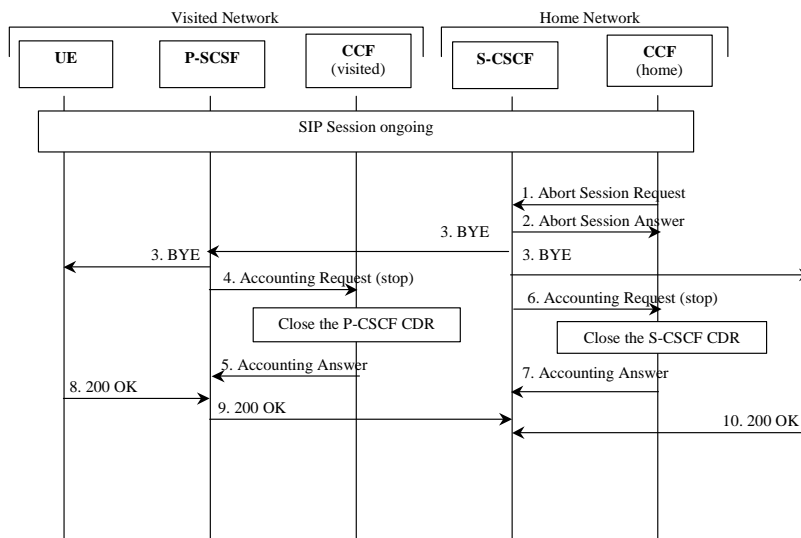 Visited Network
Home Network
UE
P-SCSF
CCF
(visited)
S-CSCF
CCF
(home)
SIP Session ongoing
1. Abort Session Request
2. Abort Session Answer
3. BYE
3. BYE
3. BYE
4. Accounting Request (stop)
6. Accounting Request (stop)
Close the P-CSCF CDR
Close the S-CSCF CDR
5. Accounting Answer
7. Accounting Answer
8. 200 OK
9. 200 OK
10. 200 OK